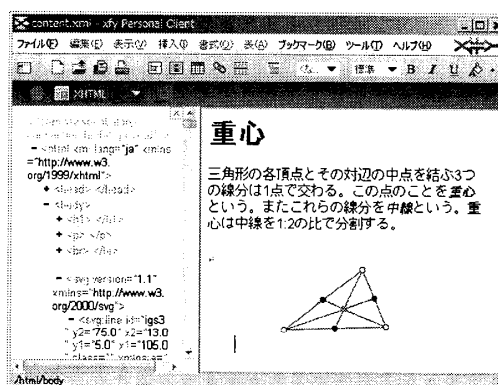 content.xml - xfy Personal Client
ファイル(F) 編集(E) 表示(V) 挿入(I) 書式(O) 表(A) ブックマーク(B) ツール(T) ヘルプ(H)
標準 B I U
XHTML
- <html xml:lang="ja" xmlns
="http://www.w3.
org/1999/xhtml">
+ <head> </head>
- <body>
+ <h1> </h1>
+ <p> </p>
+ <br> </br>
- <svg version="1.1"
xmlns="http://www.w3.
org/2000/svg">
- <svg:line id="igs3
" y2="75.0" x2="13.0
" y1="5.0" x1="105.0
重心
三角形の各頂点とその対辺の中点を結ぶ3つ
の線分は1点で交わる。この点のことを重心
という。またこれらの線分を中線という。重
心は中線を1:2の比で分割する。
/html/body